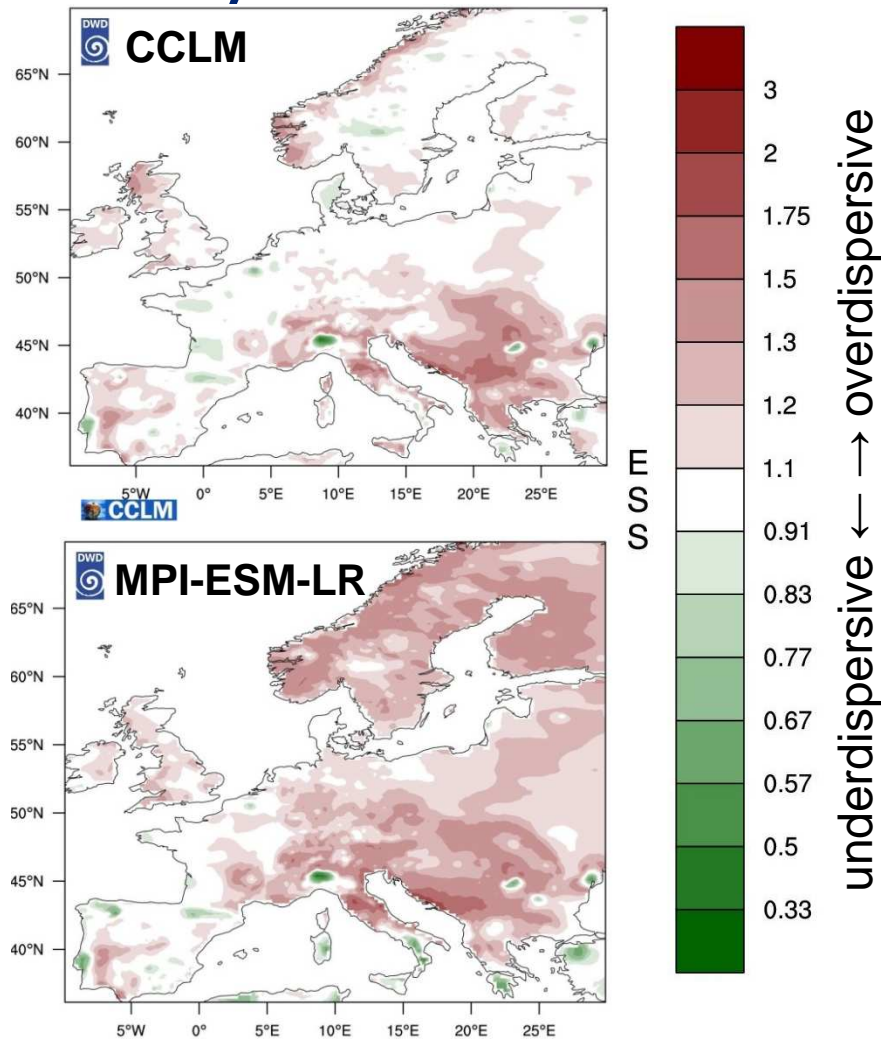 DWD
CCLM
65°N
60°N
55°N
50°N
45°N
40°N
5°W 0° 5°E 10°E 15°E 20°E 25°E
CCLM
DWD
MPI-ESM-LR
65°N
60°N
55°N
50°N
45°N
40°N
5°W 0° 5°E 10°E 15°E 20°E 25°E
E
S
S
3
2
1.75
1.5
1.3
1.2
1.1
0.91
0.83
0.77
0.67
0.57
0.5
0.33
underdispersive ← → overdispersive